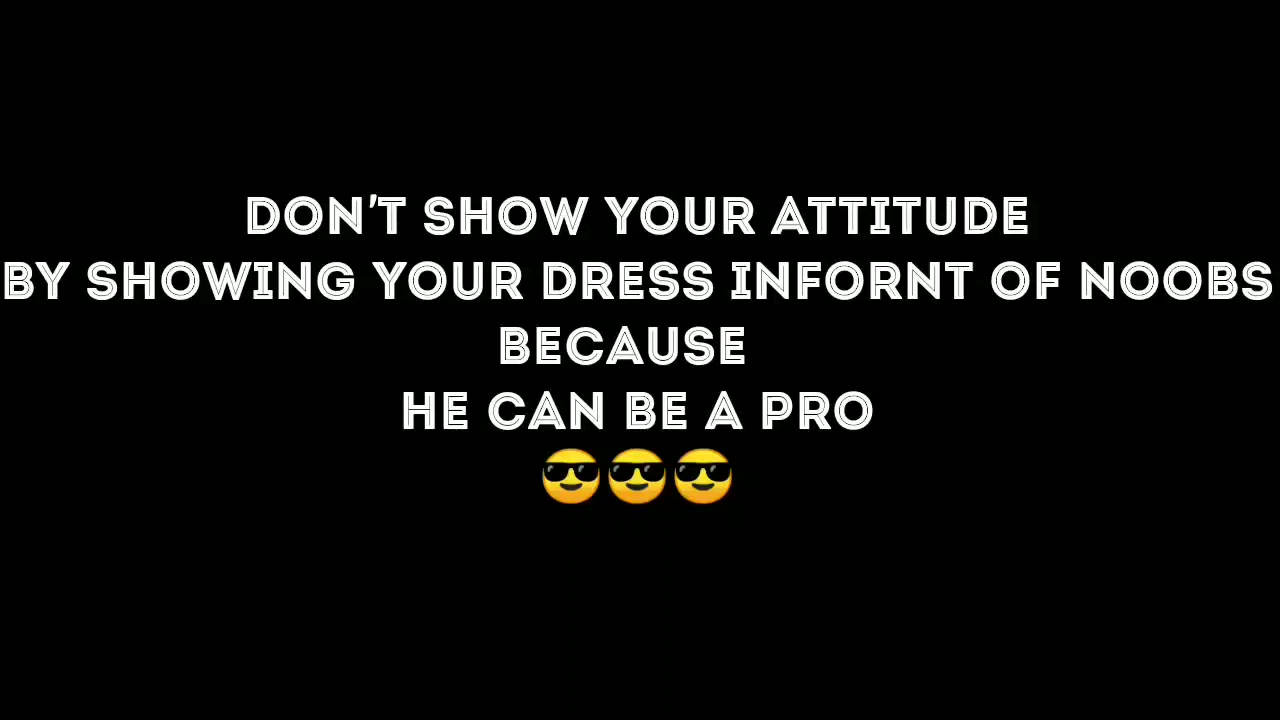 DON'T SHOW YOUR ATTITUDE
BY SHOWING YOUR DRESS INFORNT OF NOOBS
BECAUSE
HE CAN BE A PRO
😎😎😎